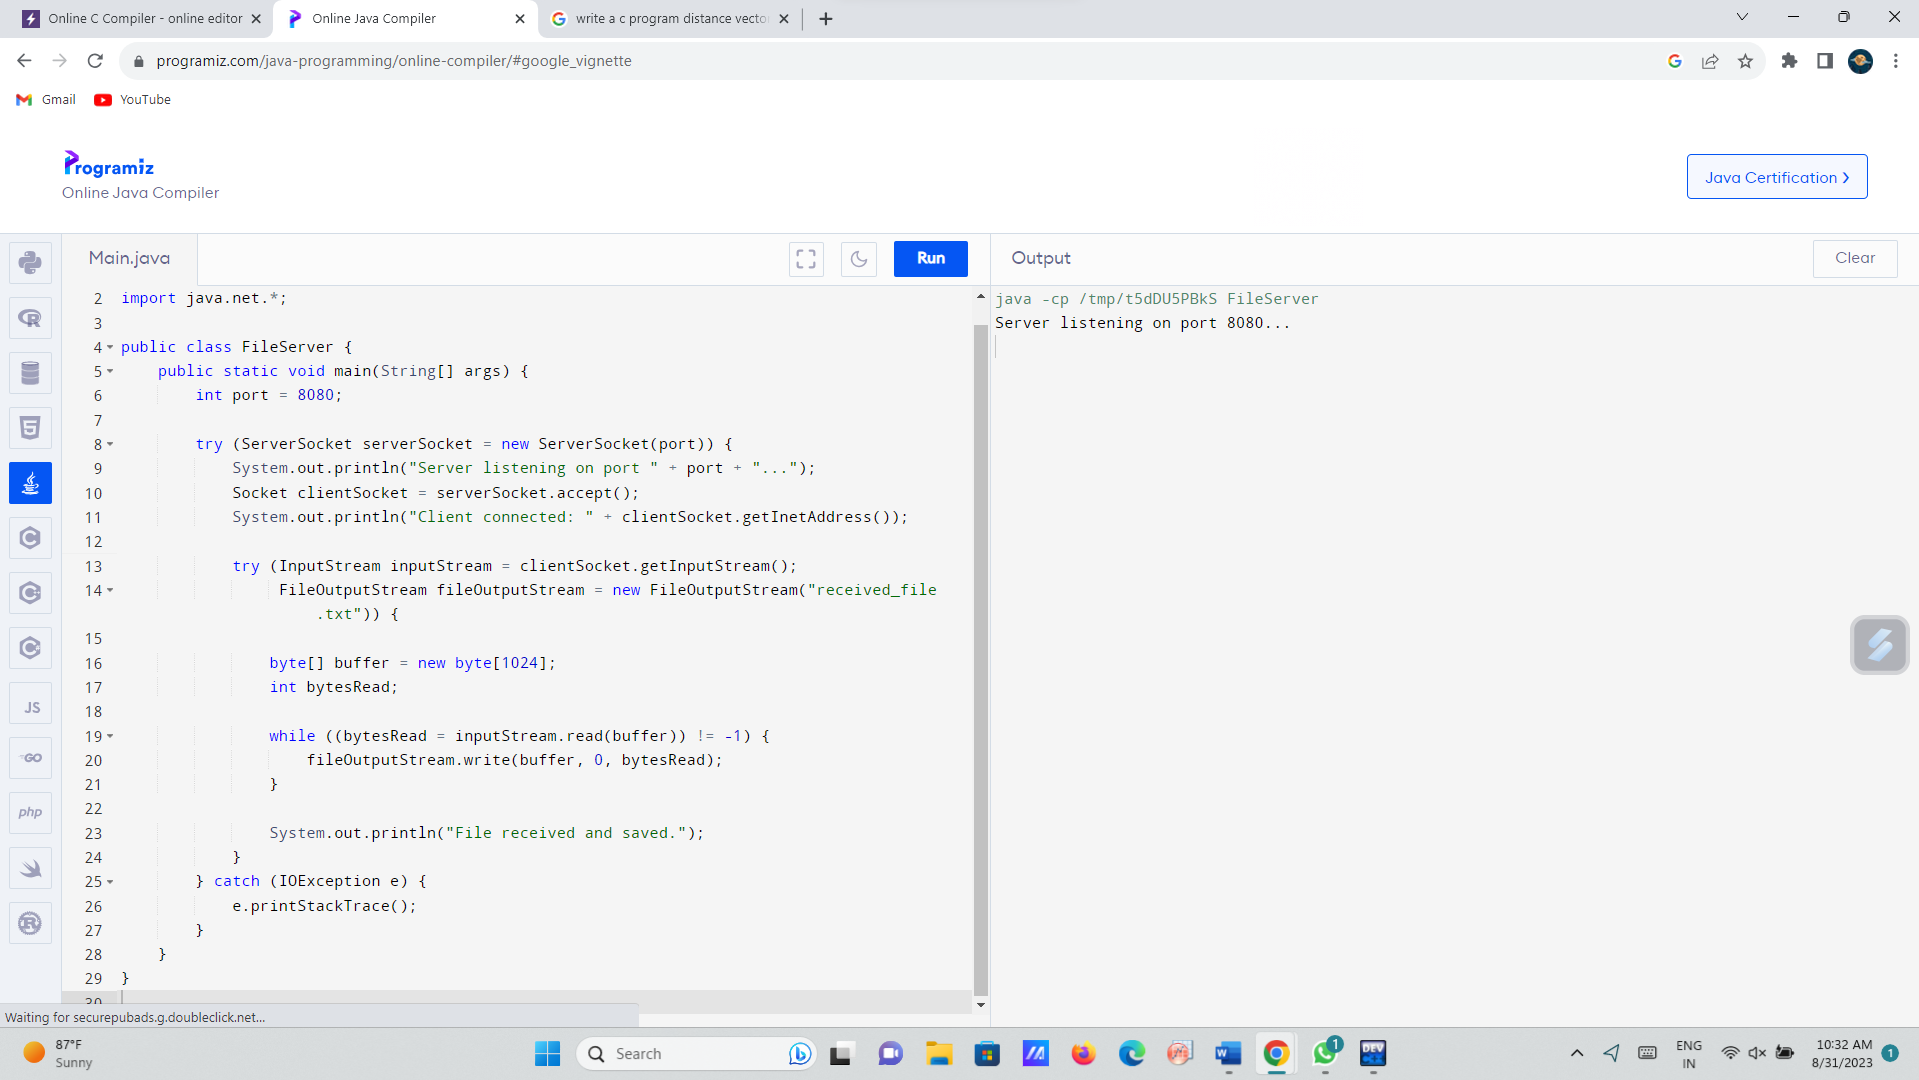 Online C Compiler - online editor
Online Java Compiler
write a c program distance vecto
programiz.com/java-programming/online-compiler/#google_vignette
Gmail
YouTube
Programiz
Online Java Compiler
Java Certification
Main.java
Run
Output
Clear
2 import java.net.*;
3
4 public class FileServer {
5 public static void main(String[] args) {
6 int port = 8080;
7
8 try (ServerSocket serverSocket = new ServerSocket(port)) {
9 System.out.println("Server listening on port " + port + "...");
10 Socket clientSocket = serverSocket.accept();
11 System.out.println("Client connected: " + clientSocket.getInetAddress());
12
13 try (InputStream inputStream = clientSocket.getInputStream();
14 FileOutputStream fileOutputStream = new FileOutputStream("received_file
.txt")) {
15
16 byte[] buffer = new byte[1024];
17 int bytesRead;
18
19 while ((bytesRead = inputStream.read(buffer)) != -1) {
20 fileOutputStream.write(buffer, 0, bytesRead);
21 }
22
23 System.out.println("File received and saved.");
24 }
25 } catch (IOException e) {
26 e.printStackTrace();
27 }
28 }
29 }
30
java -cp /tmp/t5dDU5PBkS FileServer
Server listening on port 8080...
JS
GO
php
Waiting for securepubads.g.doubleclick.net...
87°F
Sunny
Search
W
1
DEV
ENG
IN
10:32 AM
8/31/2023
1